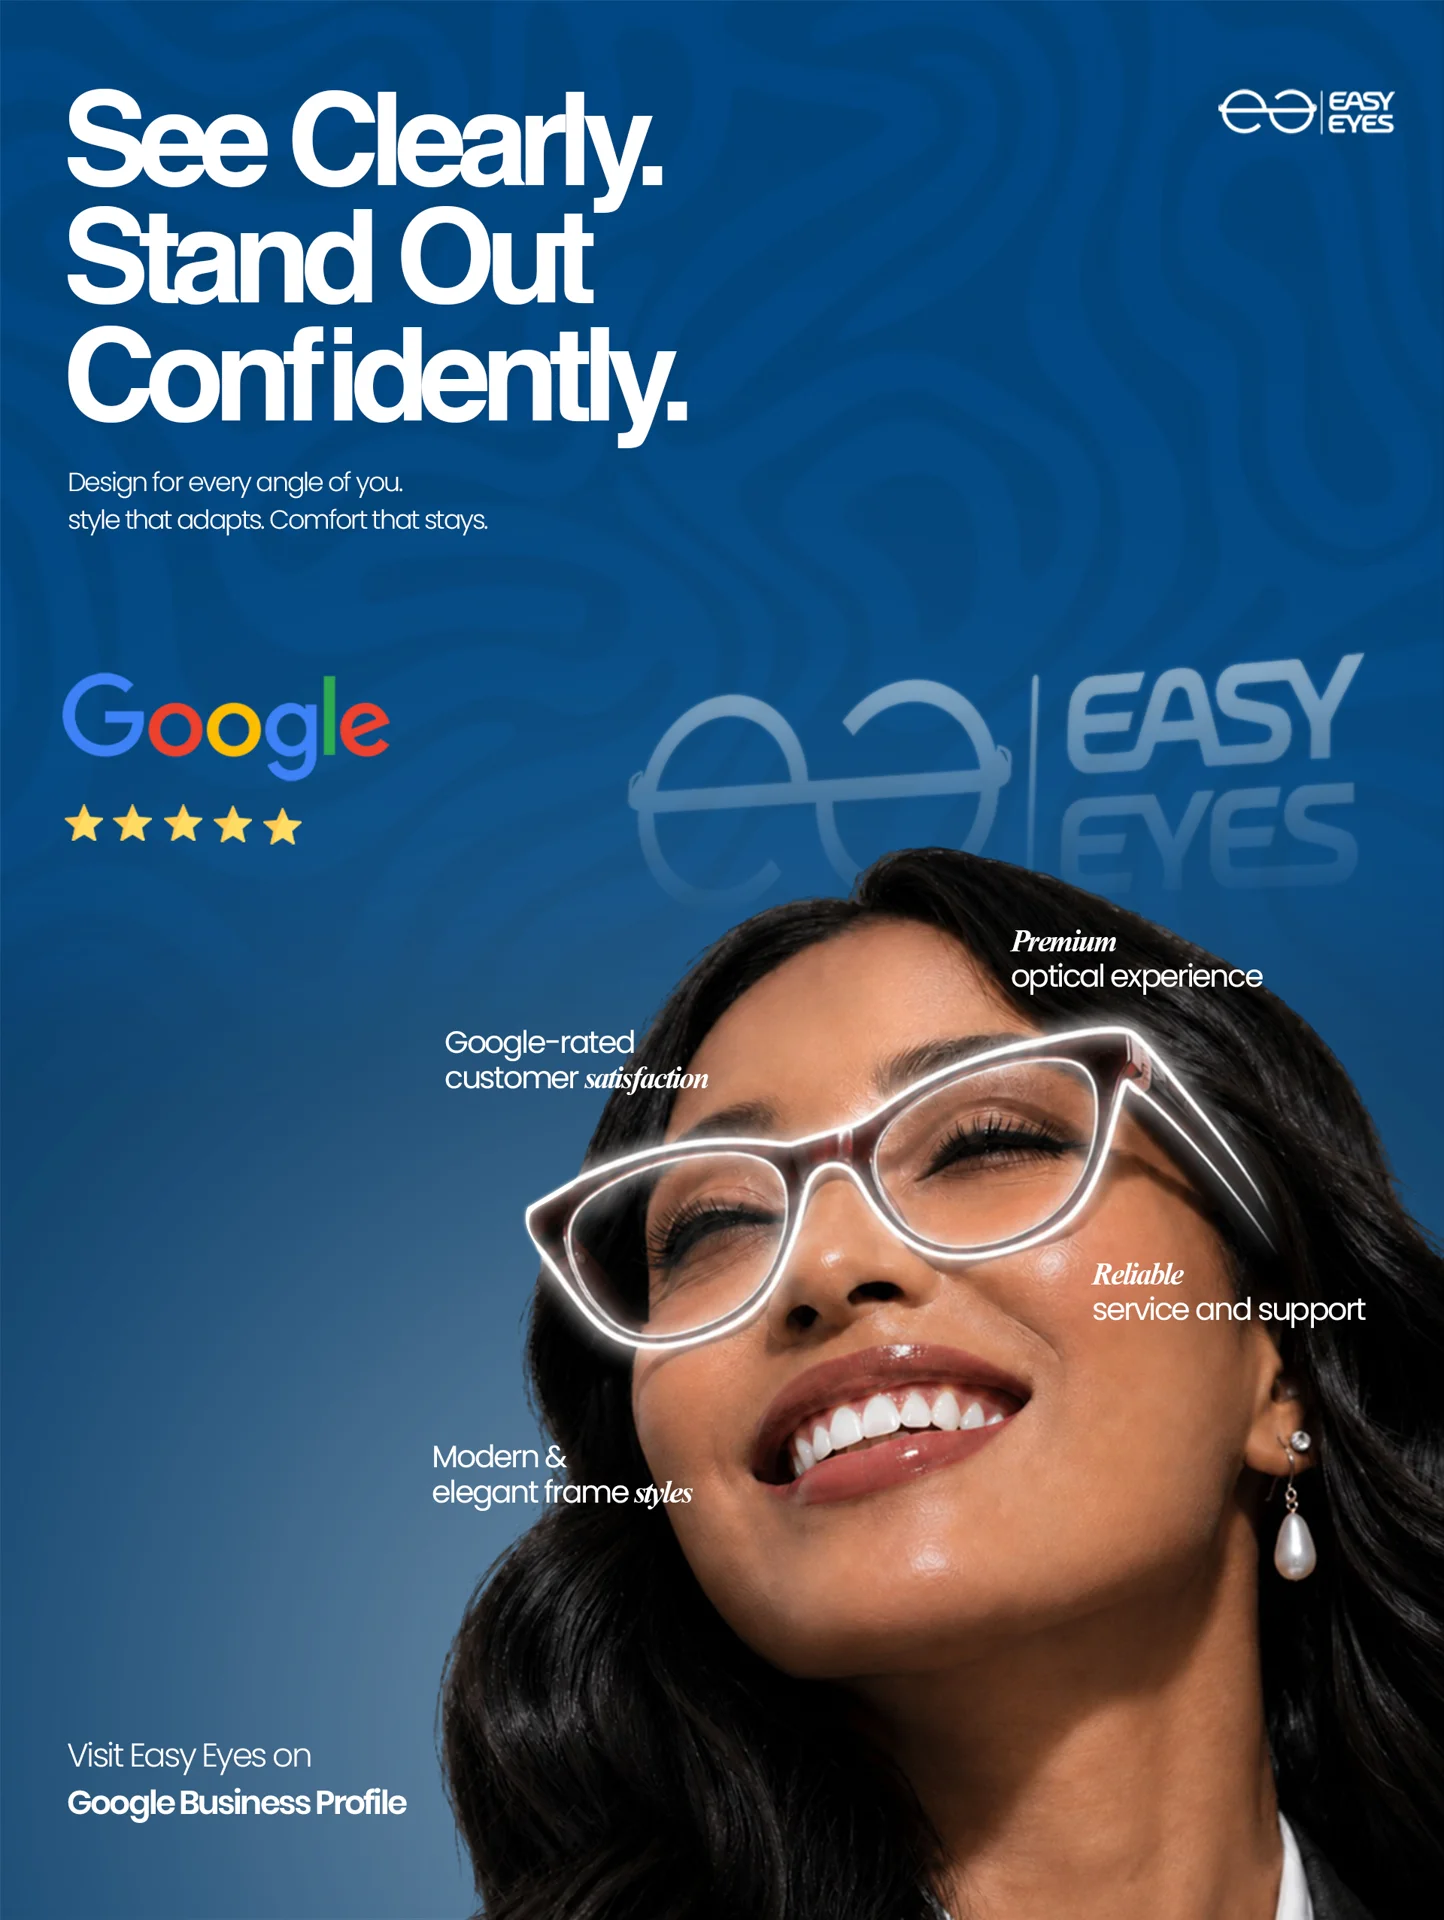 See Clearly.
Stand Out
Confidently.
EASY
EYES
Design for every angle of you.
style that adapts. Comfort that stays.
Google
EASY
EYES
Premium
optical experience
Google-rated
customer satisfaction
Reliable
service and support
Modern &
elegant frame styles
Visit Easy Eyes on
Google Business Profile